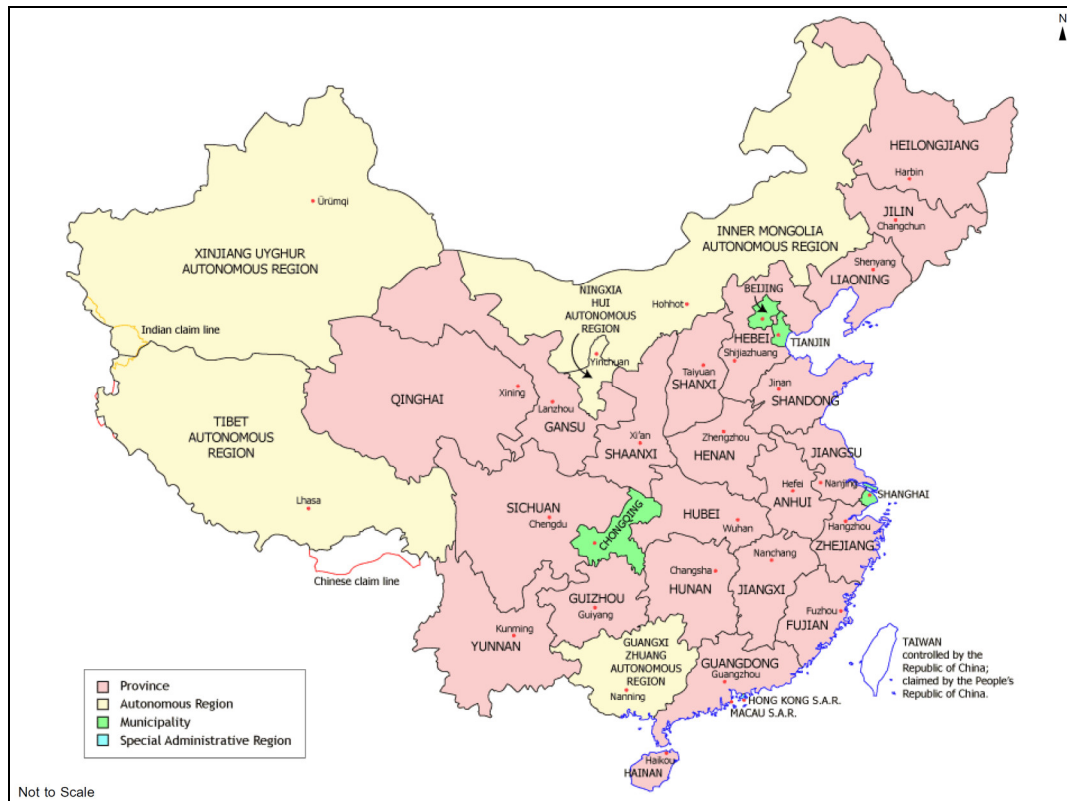 N
HEILONGJIANG
Harbin
JILIN
Changchun
Ürümqi
INNER MONGOLIA
AUTONOMOUS REGION
XINJIANG UYGHUR
AUTONOMOUS REGION
Shenyang
LIAONING
NINGXIA
HUI
AUTONOMOUS
REGION
BEIJING
Hohhot
Indian claim line
HEBEI
TIANJIN
Shijiazhuang
Yinchuan
Taiyuan
SHANXI
Jinan
SHANDONG
QINGHAI
Xining
Lanzhou
GANSU
TIBET
AUTONOMOUS
REGION
Xi'an
SHAANXI
Zhengzhou
HENAN
JIANGSU
Hefei
ANHUI
Nanjing
SHANGHAI
Lhasa
SICHUAN
Chengdu
CHONGQING
HUBEI
Wuhan
Hangzhou
ZHEJIANG
Nanchang
JIANGXI
Changsha
HUNAN
Chinese claim line
GUIZHOU
Guiyang
Fuzhou
FUJIAN
Kunming
YUNNAN
GUANGXI
ZHUANG
AUTONOMOUS
REGION
Nanning
GUANGDONG
Guangzhou
TAIWAN
controlled by the
Republic of China;
claimed by the People's
Republic of China.
HONG KONG S.A.R.
MACAU S.A.R.
Haikou
HAINAN
Province
Autonomous Region
Municipality
Special Administrative Region
Not to Scale